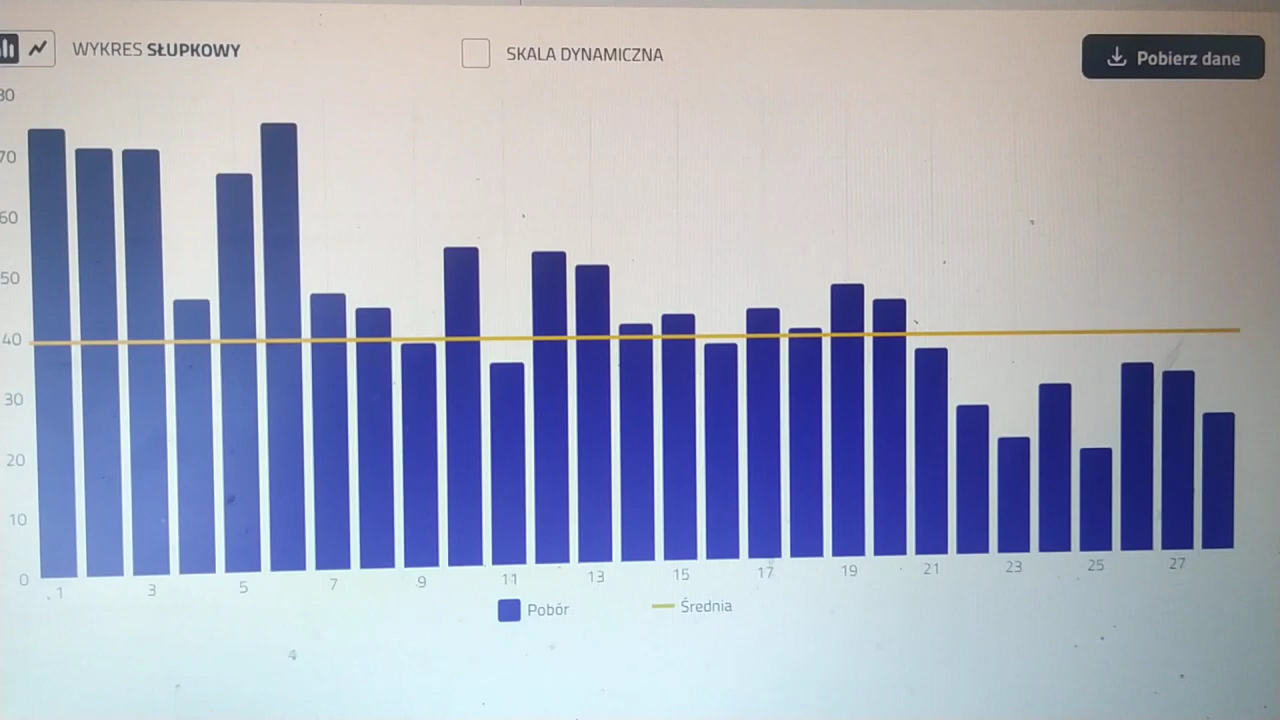 WYKRES SŁUPKOWY
SKALA DYNAMICZNA
Pobierz dane
80
70
60
50
40
30
20
10
0
1 3 5 7 9 11 13 15 17 19 21 23 25 27
Pobór Średnia